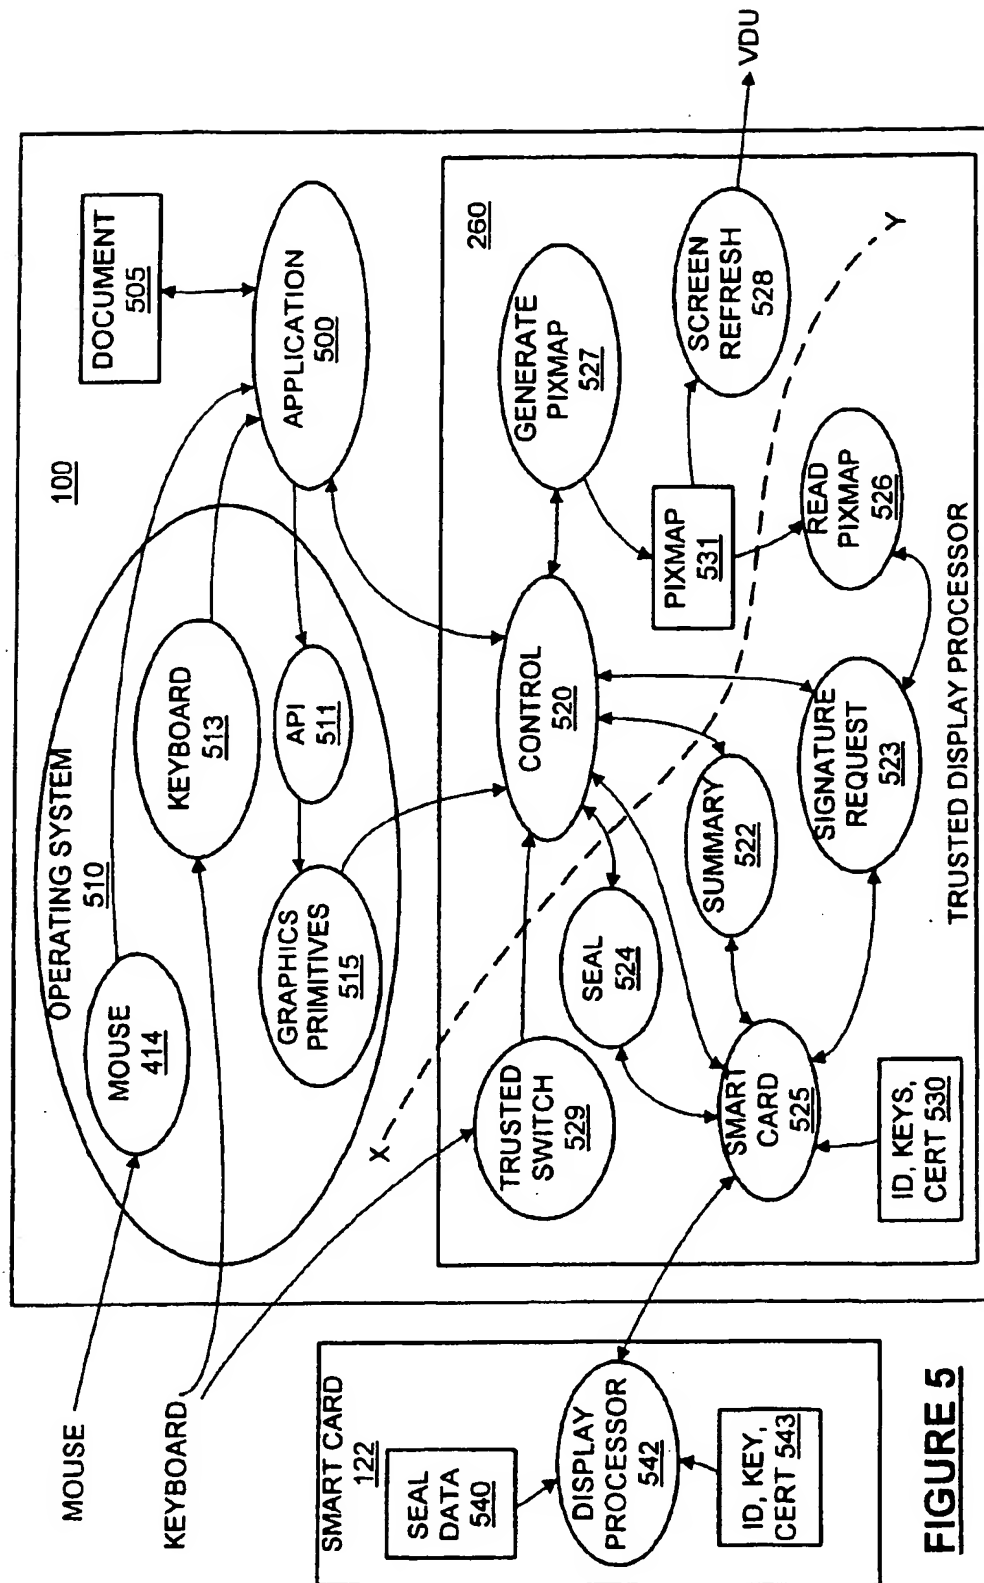 MOUSE
KEYBOARD
100
OPERATING SYSTEM
510
MOUSE
414
KEYBOARD
513
API
511
GRAPHICS
PRIMITIVES
515
DOCUMENT
505
APPLICATION
500
X
260
TRUSTED
SWITCH
529
CONTROL
520
GENERATE
PIXMAP
527
SEAL
524
PIXMAP
531
SCREEN
REFRESH
528
VDU
SUMMARY
522
READ
PIXMAP
526
Y
SMART
CARD
525
SIGNATURE
REQUEST
523
ID, KEYS,
CERT 530
TRUSTED DISPLAY PROCESSOR
SMART CARD
122
SEAL
DATA
540
DISPLAY
PROCESSOR
542
ID, KEY,
CERT 543
FIGURE 5